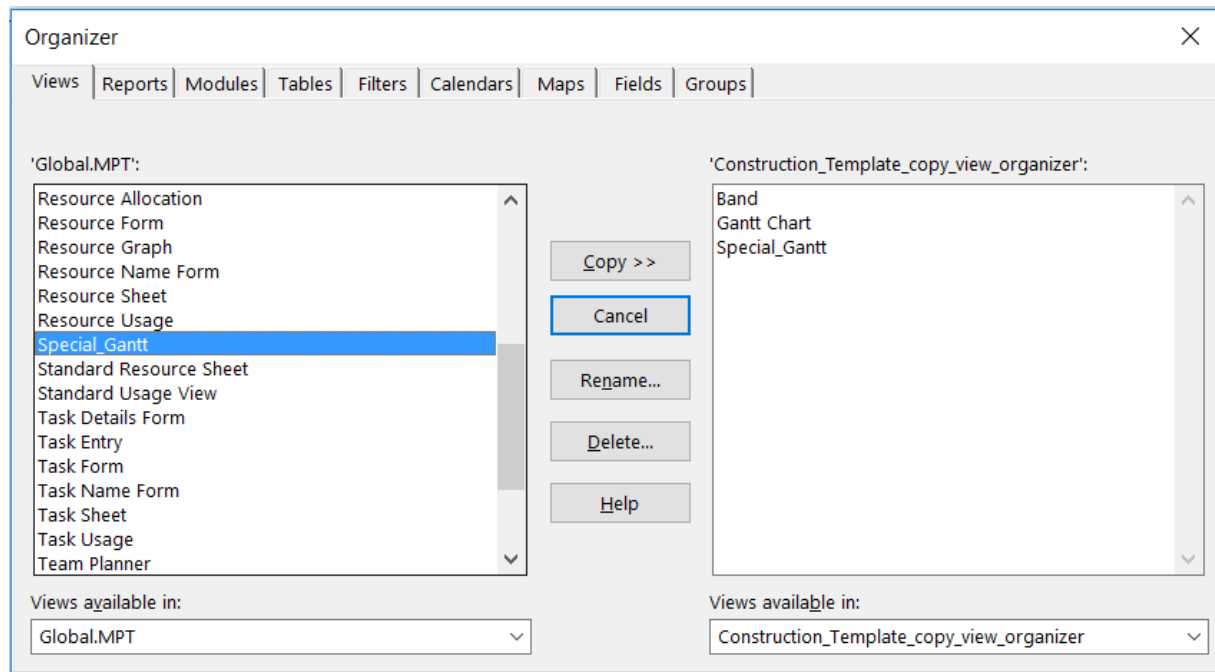 Organizer
Views Reports Modules Tables Filters Calendars Maps Fields Groups
'Global.MPT':
Resource Allocation
Resource Form
Resource Graph
Resource Name Form
Resource Sheet
Resource Usage
Special_Gantt
Standard Resource Sheet
Standard Usage View
Task Details Form
Task Entry
Task Form
Task Name Form
Task Sheet
Task Usage
Team Planner
Views available in:
Global.MPT
Copy >>
Cancel
Rename...
Delete...
Help
'Construction_Template_copy_view_organizer':
Band
Gantt Chart
Special_Gantt
Views available in:
Construction_Template_copy_view_organizer